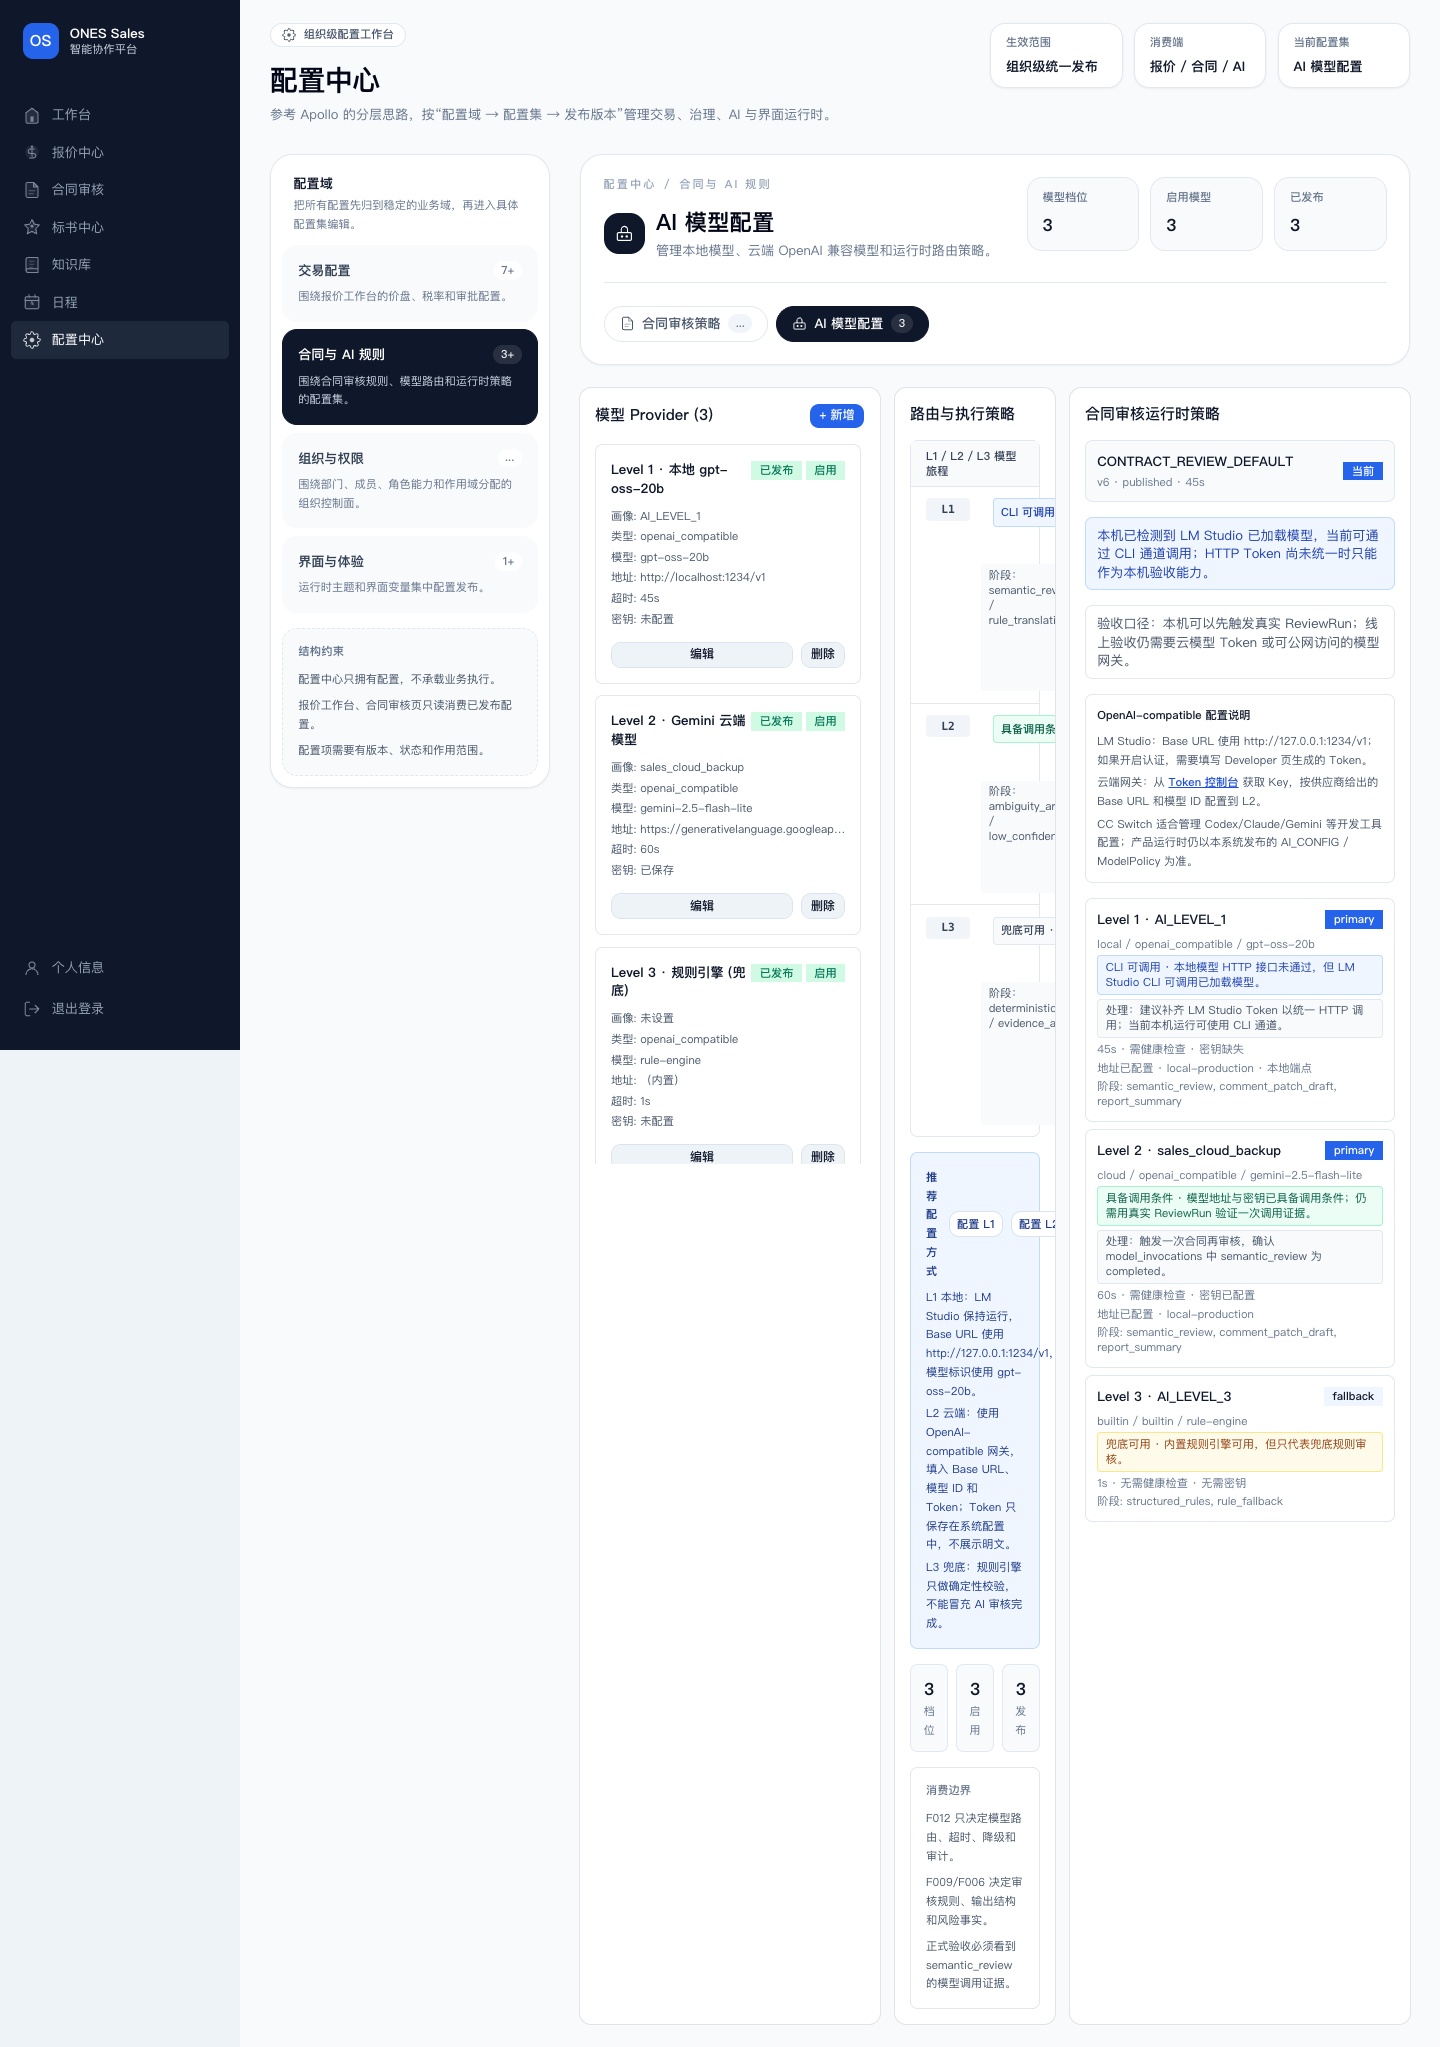 OS
ONES Sales
智能协作平台
工作台
报价中心
合同审核
标书中心
知识库
日程
配置中心
个人信息
退出登录
组织级配置工作台
配置中心
参考 Apollo 的分层思路，按“配置域 → 配置集 → 发布版本”管理交易、治理、AI 与界面运行时。
生效范围
组织级统一发布
消费端
报价 / 合同 / AI
当前配置集
AI 模型配置
配置域
把所有配置先归到稳定的业务域，再进入具体
配置集编辑。
交易配置
7+
围绕报价工作台的价盘、税率和审批配置。
合同与 AI 规则
3+
围绕合同审核规则、模型路由和运行时策略
的配置集。
组织与权限
...
围绕部门、成员、角色能力和作用域分配的
组织控制面。
界面与体验
1+
运行时主题和界面变量集中配置发布。
结构约束
配置中心只拥有配置，不承载业务执行。
报价工作台、合同审核页只读消费已发布配
置。
配置项需要有版本、状态和作用范围。
配置中心 / 合同与 AI 规则
AI 模型配置
管理本地模型、云端 OpenAI 兼容模型和运行时路由策略。
模型档位
3
启用模型
3
已发布
3
合同审核策略
...
AI 模型配置
3
模型 Provider (3)
+ 新增
Level 1 · 本地 gpt-
oss-20b
已发布
启用
画像: AI_LEVEL_1
类型: openai_compatible
模型: gpt-oss-20b
地址: http://localhost:1234/v1
超时: 45s
密钥: 未配置
编辑
删除
Level 2 · Gemini 云端
模型
已发布
启用
画像: sales_cloud_backup
类型: openai_compatible
模型: gemini-2.5-flash-lite
地址: https://generativelanguage.googleap...
超时: 60s
密钥: 已保存
编辑
删除
Level 3 · 规则引擎 (兜
底)
已发布
启用
画像: 未设置
类型: openai_compatible
模型: rule-engine
地址: （内置）
超时: 1s
密钥: 未配置
编辑
删除
路由与执行策略
L1 / L2 / L3 模型
旅程
L1
CLI 可调用
阶段:
semantic_rev
/
rule_translati
L2
具备调用条
阶段:
ambiguity_ar
/
low_confider
L3
兜底可用 ·
阶段:
deterministic
/ evidence_a
推
荐
配
置
方
式
配置 L1
配置 L2
L1 本地：LM
Studio 保持运行，
Base URL 使用
http://127.0.0.1:1234/v1，
模型标识使用 gpt-
oss-20b。
L2 云端：使用
OpenAI-
compatible 网关，
填入 Base URL、
模型 ID 和
Token；Token 只
保存在系统配置
中，不展示明文。
L3 兜底：规则引擎
只做确定性校验，
不能冒充 AI 审核完
成。
3
档
位
3
启
用
3
发
布
消费边界
F012 只决定模型路
由、超时、降级和
审计。
F009/F006 决定审
核规则、输出结构
和风险事实。
正式验收必须看到
semantic_review
的模型调用证据。
合同审核运行时策略
CONTRACT_REVIEW_DEFAULT
v6 · published · 45s
当前
本机已检测到 LM Studio 已加载模型，当前可通
过 CLI 通道调用；HTTP Token 尚未统一时只能
作为本机验收能力。
验收口径：本机可以先触发真实 ReviewRun；线
上验收仍需要云模型 Token 或可公网访问的模型
网关。
OpenAI-compatible 配置说明
LM Studio：Base URL 使用 http://127.0.0.1:1234/v1；
如果开启认证，需要填写 Developer 页生成的 Token。
云端网关：从 Token 控制台 获取 Key，按供应商给出的
Base URL 和模型 ID 配置到 L2。
CC Switch 适合管理 Codex/Claude/Gemini 等开发工具
配置；产品运行时仍以本系统发布的 AI_CONFIG /
ModelPolicy 为准。
Level 1 · AI_LEVEL_1
primary
local / openai_compatible / gpt-oss-20b
CLI 可调用 · 本地模型 HTTP 接口未通过，但 LM
Studio CLI 可调用已加载模型。
处理：建议补齐 LM Studio Token 以统一 HTTP 调
用；当前本机运行可使用 CLI 通道。
45s · 需健康检查 · 密钥缺失
地址已配置 · local-production · 本地端点
阶段: semantic_review, comment_patch_draft,
report_summary
Level 2 · sales_cloud_backup
primary
cloud / openai_compatible / gemini-2.5-flash-lite
具备调用条件 · 模型地址与密钥已具备调用条件；仍
需用真实 ReviewRun 验证一次调用证据。
处理：触发一次合同再审核，确认
model_invocations 中 semantic_review 为
completed。
60s · 需健康检查 · 密钥已配置
地址已配置 · local-production
阶段: semantic_review, comment_patch_draft,
report_summary
Level 3 · AI_LEVEL_3
fallback
builtin / builtin / rule-engine
兜底可用 · 内置规则引擎可用，但只代表兜底规则审
核。
1s · 无需健康检查 · 无需密钥
阶段: structured_rules, rule_fallback